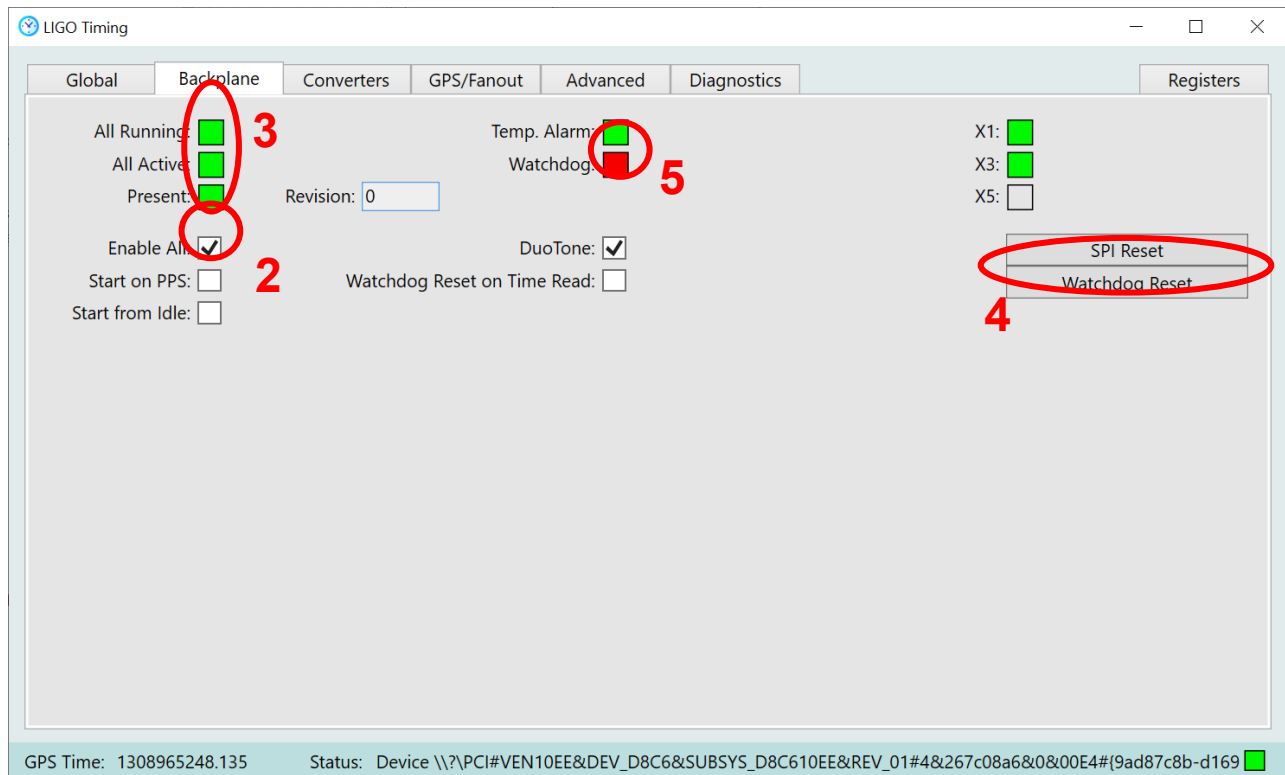 LIGO Timing
Global Backplane Converters GPS/Fanout Advanced Diagnostics Registers
All Running: 3 Temp. Alarm: X1:
All Active: Watchdog: 5 X3:
Present: Revision: 0 X5:
Enable All: 2 DuoTone: SPI Reset
Start on PPS: Watchdog Reset on Time Read: Watchdog Reset
Start from Idle: 4
GPS Time: 1308965248.135 Status: Device \\?\PCI#VEN10EE&DEV_D8C6&SUBSYS_D8C610EE&REV_01#4&267c08a6&0&00E4#{9ad87c8b-d169